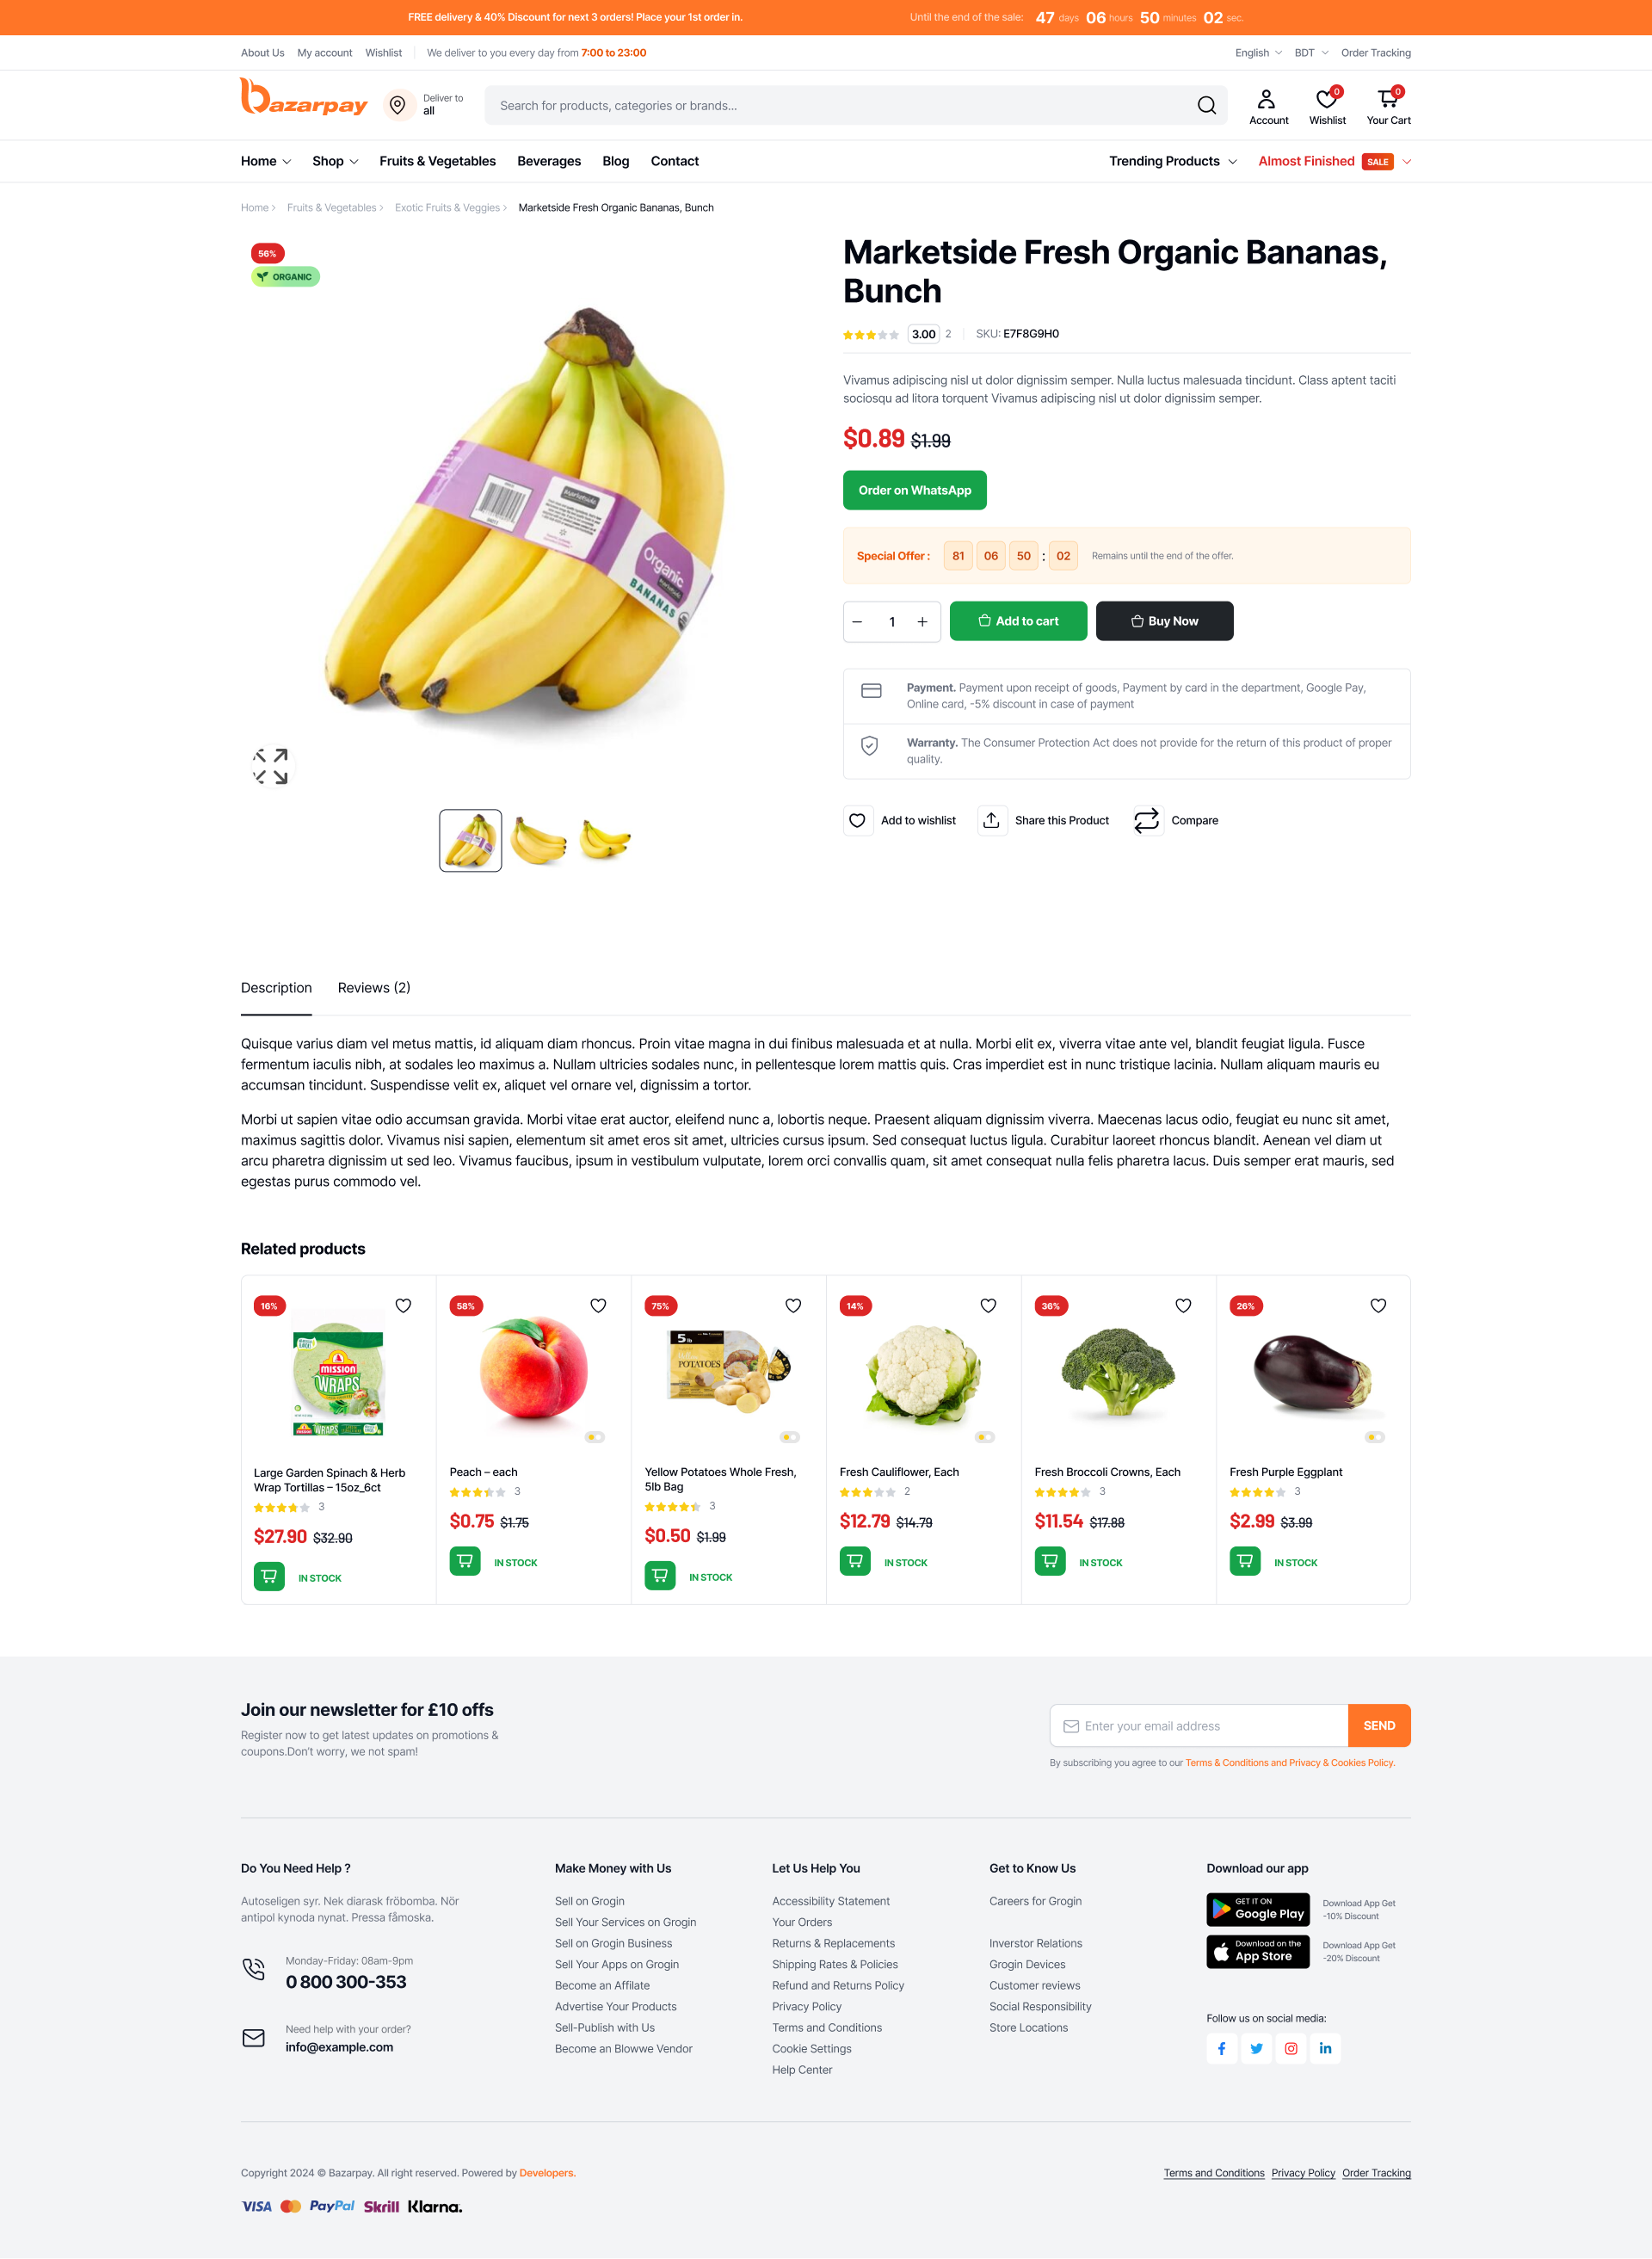 FREE delivery & 40% Discount for next 3 orders! Place your 1st order in.
Until the end of the sale: 47 days 06 hours 50 minutes 02 sec.
About Us My account Wishlist We deliver to you every day from 7:00 to 23:00
English BDT Order Tracking
bazarpay
Deliver to
all
Search for products, categories or brands...
Account
0
Wishlist
0
Your Cart
Home Shop Fruits & Vegetables Beverages Blog Contact
Trending Products Almost Finished SALE
Home Fruits & Vegetables Exotic Fruits & Veggies Marketside Fresh Organic Bananas, Bunch
56%
ORGANIC
Marketside
Organic
BANANAS
Marketside Fresh Organic Bananas,
Bunch
3.00 2 SKU: E7F8G9H0
Vivamus adipiscing nisl ut dolor dignissim semper. Nulla luctus malesuada tincidunt. Class aptent taciti
sociosqu ad litora torquent Vivamus adipiscing nisl ut dolor dignissim semper.
$0.89 $1.99
Order on WhatsApp
Special Offer : 81 06 50 : 02 Remains until the end of the offer.
1
Add to cart
Buy Now
Payment. Payment upon receipt of goods, Payment by card in the department, Google Pay,
Online card, -5% discount in case of payment
Warranty. The Consumer Protection Act does not provide for the return of this product of proper
quality.
Add to wishlist Share this Product Compare
Description Reviews (2)
Quisque varius diam vel metus mattis, id aliquam diam rhoncus. Proin vitae magna in dui finibus malesuada et at nulla. Morbi elit ex, viverra vitae ante vel, blandit feugiat ligula. Fusce
fermentum iaculis nibh, at sodales leo maximus a. Nullam ultricies sodales nunc, in pellentesque lorem mattis quis. Cras imperdiet est in nunc tristique lacinia. Nullam aliquam mauris eu
accumsan tincidunt. Suspendisse velit ex, aliquet vel ornare vel, dignissim a tortor.
Morbi ut sapien vitae odio accumsan gravida. Morbi vitae erat auctor, eleifend nunc a, lobortis neque. Praesent aliquam dignissim viverra. Maecenas lacus odio, feugiat eu nunc sit amet,
maximus sagittis dolor. Vivamus nisi sapien, elementum sit amet eros sit amet, ultricies cursus ipsum. Sed consequat luctus ligula. Curabitur laoreet rhoncus blandit. Aenean vel diam ut
arcu pharetra dignissim ut sed leo. Vivamus faucibus, ipsum in vestibulum vulputate, lorem orci convallis quam, sit amet consequat nulla felis pharetra lacus. Duis semper erat mauris, sed
egestas purus commodo vel.
Related products
16%
MISSION
WRAPS
WRAPS
Large Garden Spinach & Herb
Wrap Tortillas – 15oz_6ct
3
$27.90 $32.90
IN STOCK
58%
Peach – each
3
$0.75 $1.75
IN STOCK
75%
5 lb
POTATOES
Yellow Potatoes Whole Fresh,
5lb Bag
3
$0.50 $1.99
IN STOCK
14%
Fresh Cauliflower, Each
2
$12.79 $14.79
IN STOCK
36%
Fresh Broccoli Crowns, Each
3
$11.54 $17.88
IN STOCK
26%
Fresh Purple Eggplant
3
$2.99 $3.99
IN STOCK
Join our newsletter for £10 offs
Register now to get latest updates on promotions &
coupons.Don't worry, we not spam!
Enter your email address
SEND
By subscribing you agree to our Terms & Conditions and Privacy & Cookies Policy.
Do You Need Help ?
Autoseligen syr. Nek diarask fröbomba. Nör
antipol kynoda nynat. Pressa fåmoska.
Monday-Friday: 08am-9pm
0 800 300-353
Need help with your order?
info@example.com
Make Money with Us
Sell on Grogin
Sell Your Services on Grogin
Sell on Grogin Business
Sell Your Apps on Grogin
Become an Affilate
Advertise Your Products
Sell-Publish with Us
Become an Blowwe Vendor
Let Us Help You
Accessibility Statement
Your Orders
Returns & Replacements
Shipping Rates & Policies
Refund and Returns Policy
Privacy Policy
Terms and Conditions
Cookie Settings
Help Center
Get to Know Us
Careers for Grogin
Inverstor Relations
Grogin Devices
Customer reviews
Social Responsibility
Store Locations
Download our app
GET IT ON
Google Play
Download App Get
-10% Discount
Download on the
App Store
Download App Get
-20% Discount
Follow us on social media:
Copyright 2024 © Bazarpay. All right reserved. Powered by Developers.
Terms and Conditions Privacy Policy Order Tracking
VISA PayPal Skrill Klarna.